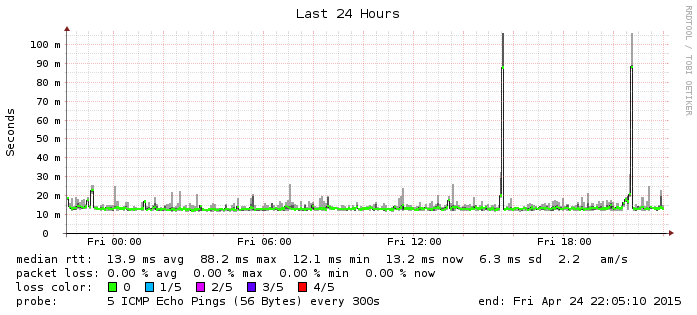 Last 24 Hours
RRDTOOL / TOBI OETIKER
Seconds
100 m
90 m
80 m
70 m
60 m
50 m
40 m
30 m
20 m
10 m
0
Fri 00:00 Fri 06:00 Fri 12:00 Fri 18:00
median rtt: 13.9 ms avg 88.2 ms max 12.1 ms min 13.2 ms now 6.3 ms sd 2.2 am/s
packet loss: 0.00 % avg 0.00 % max 0.00 % min 0.00 % now
loss color: 0 1/5 2/5 3/5 4/5
probe: 5 ICMP Echo Pings (56 Bytes) every 300s end: Fri Apr 24 22:05:10 2015